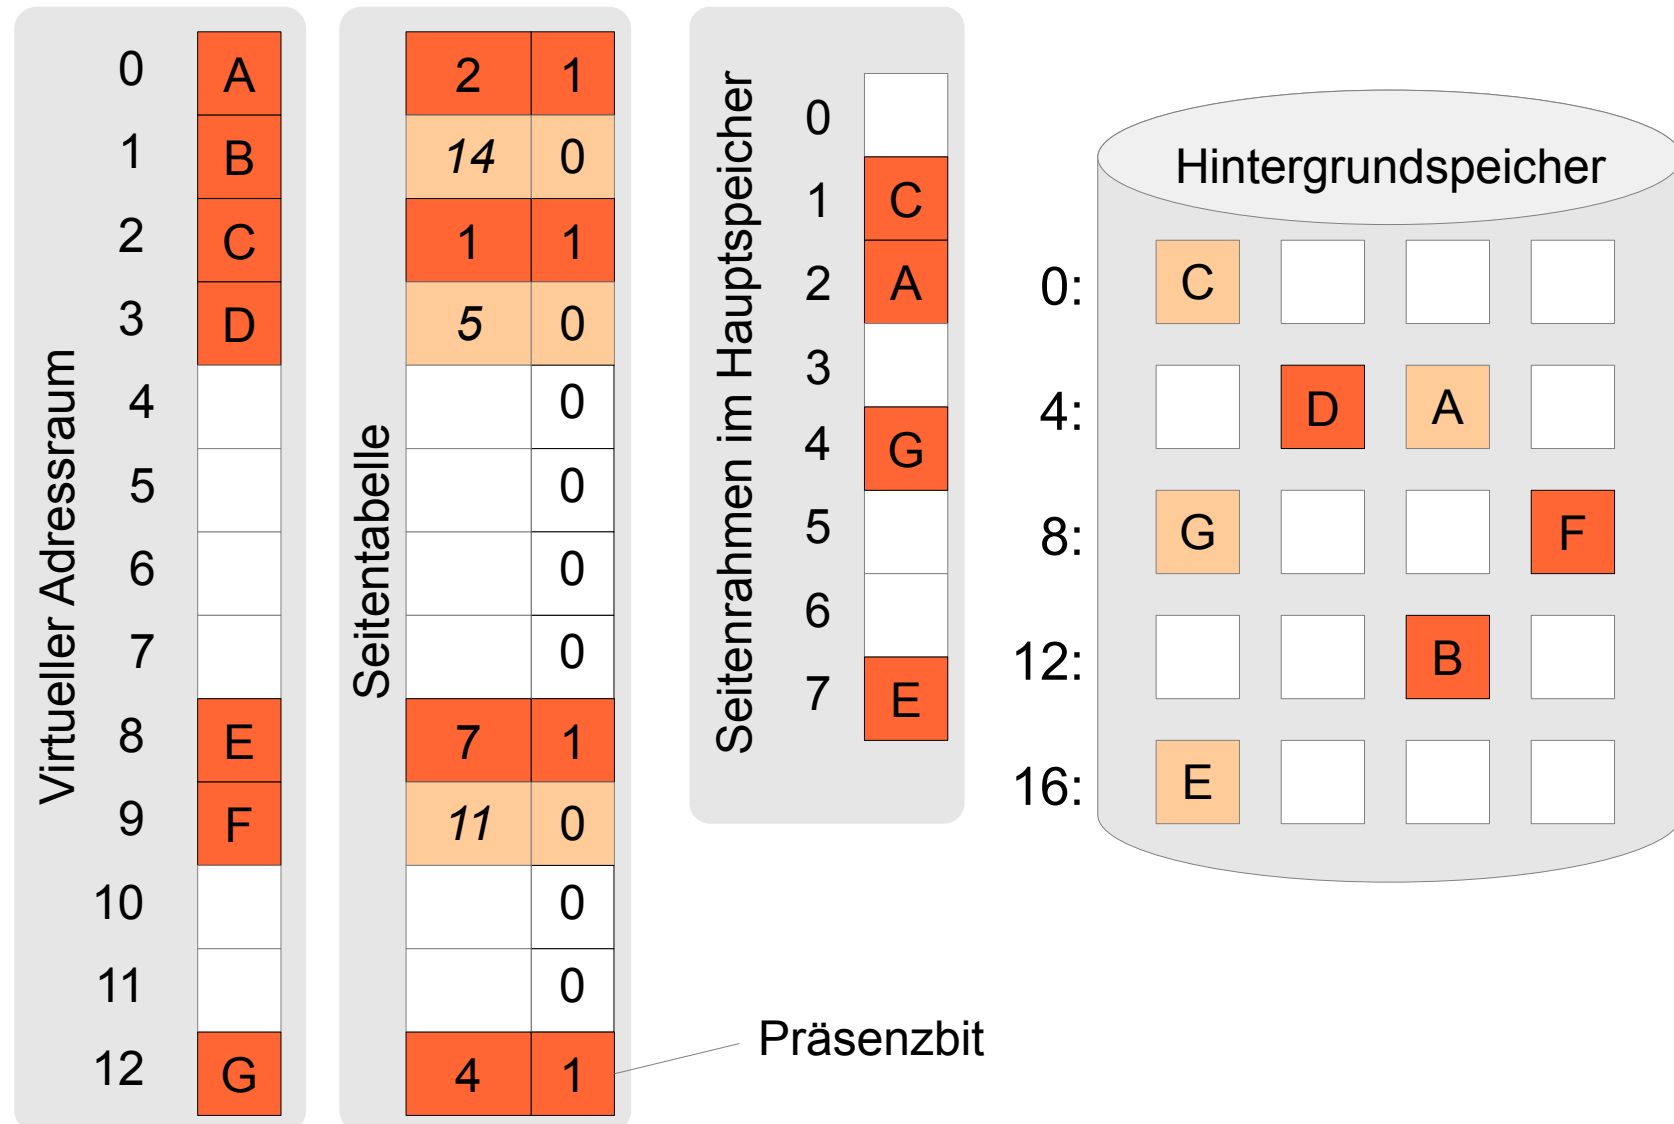 Virtueller Adressraum
0 A
1 B
2 C
3 D
4
5
6
7
8 E
9 F
10
11
12 G
Seitentabelle
2 1
14 0
1 1
5 0
0
0
0
0
7 1
11 0
0
0
4 1
Präsenzbit
Seitenrahmen im Hauptspeicher
0
1 C
2 A
3
4 G
5
6
7 E
Hintergrundspeicher
0: C
4: D A
8: G F
12: B
16: E